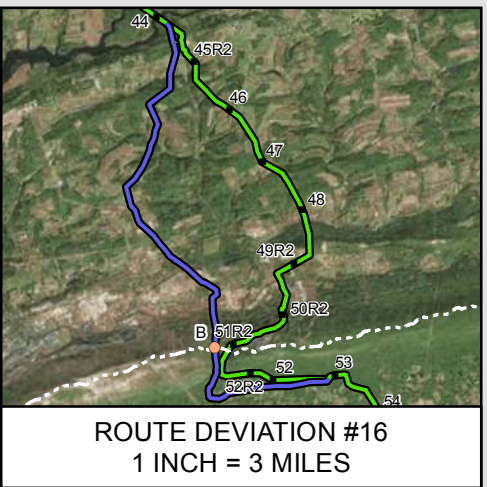 44
45R2
46
47
48
49R2
50R2
B 51R2
52
53
52R2
54
ROUTE DEVIATION #16
1 INCH = 3 MILES